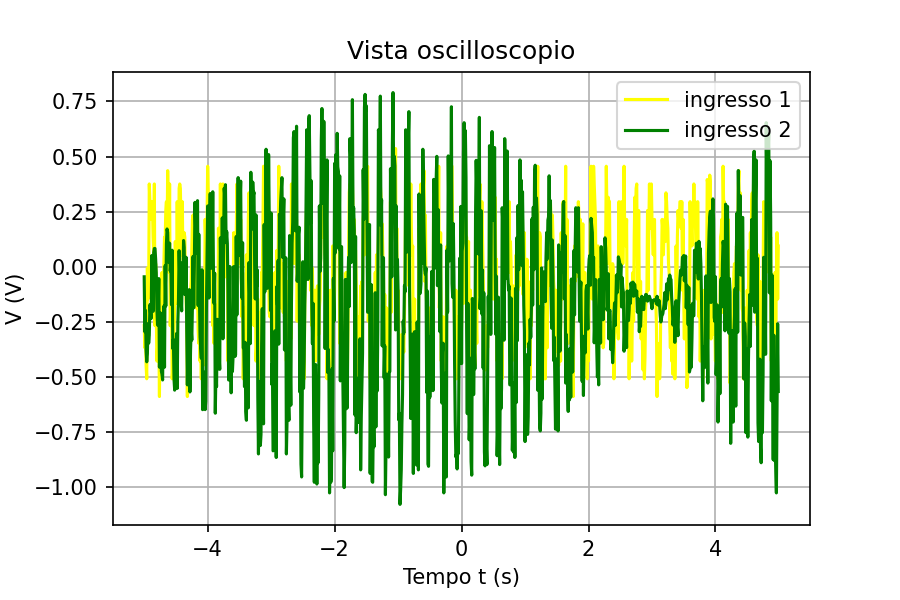 Vista oscilloscopio
ingresso 1
ingresso 2
0.75
0.50
0.25
0.00
−0.25
−0.50
−0.75
−1.00
V (V)
−4 −2 0 2 4
Tempo t (s)